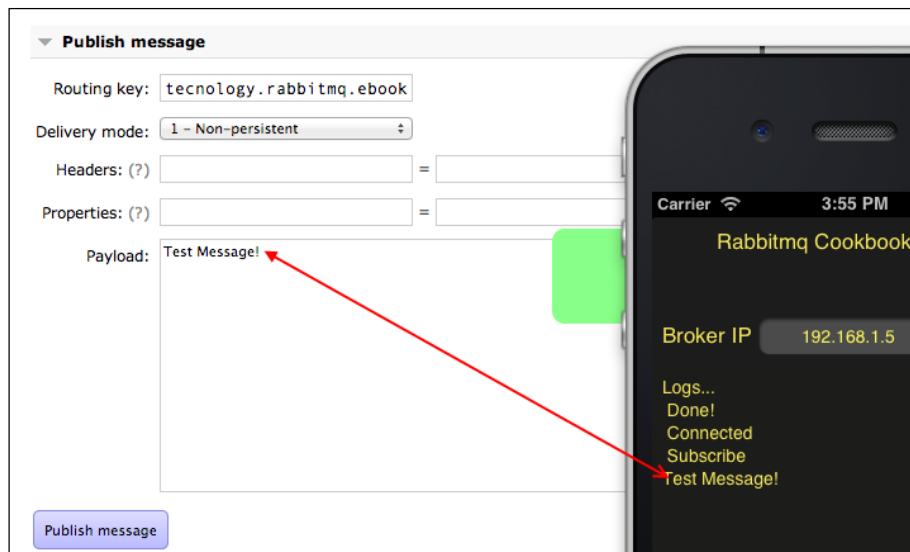 Publish message
Routing key: tecnology.rabbitmq.ebook
Delivery mode: 1 – Non-persistent
Headers: (?) =
Properties: (?) =
Payload: Test Message!
Publish message
Carrier 3:55 PM
Rabbitmq Cookbook
Broker IP 192.168.1.5
Logs...
Done!
Connected
Subscribe
Test Message!